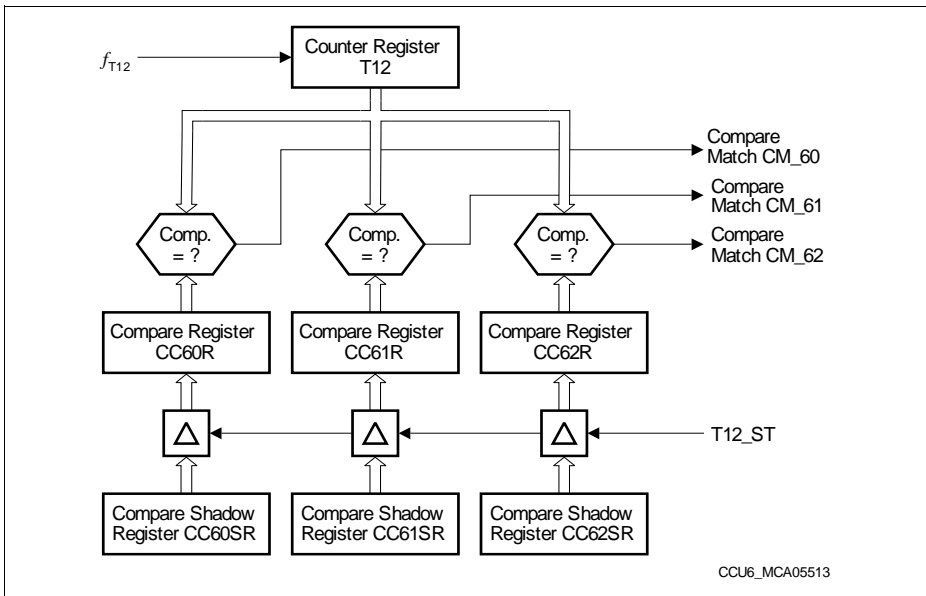 Counter Register
T12
fT12
Compare
Match CM_60
Compare
Match CM_61
Compare
Match CM_62
Comp.
= ?
Comp.
= ?
Comp.
= ?
Compare Register
CC60R
Compare Register
CC61R
Compare Register
CC62R
T12_ST
Compare Shadow
Register CC60SR
Compare Shadow
Register CC61SR
Compare Shadow
Register CC62SR
CCU6_MCA05513